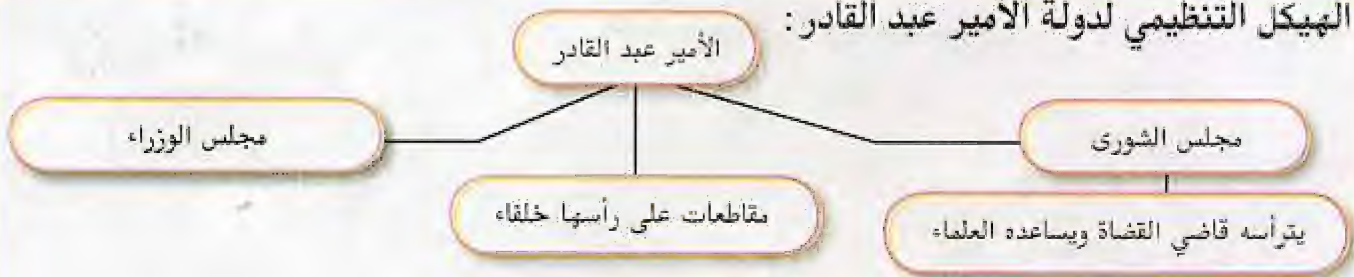 الهيكل التنظيمي لدولة الامير عبد القادر:
الأمير عبد القادر
مجلس الشورى
مجلس الوزراء
مقاطعات على رأسها خلفاء
يترأسه قاضي القضاة ويساعده العلماء